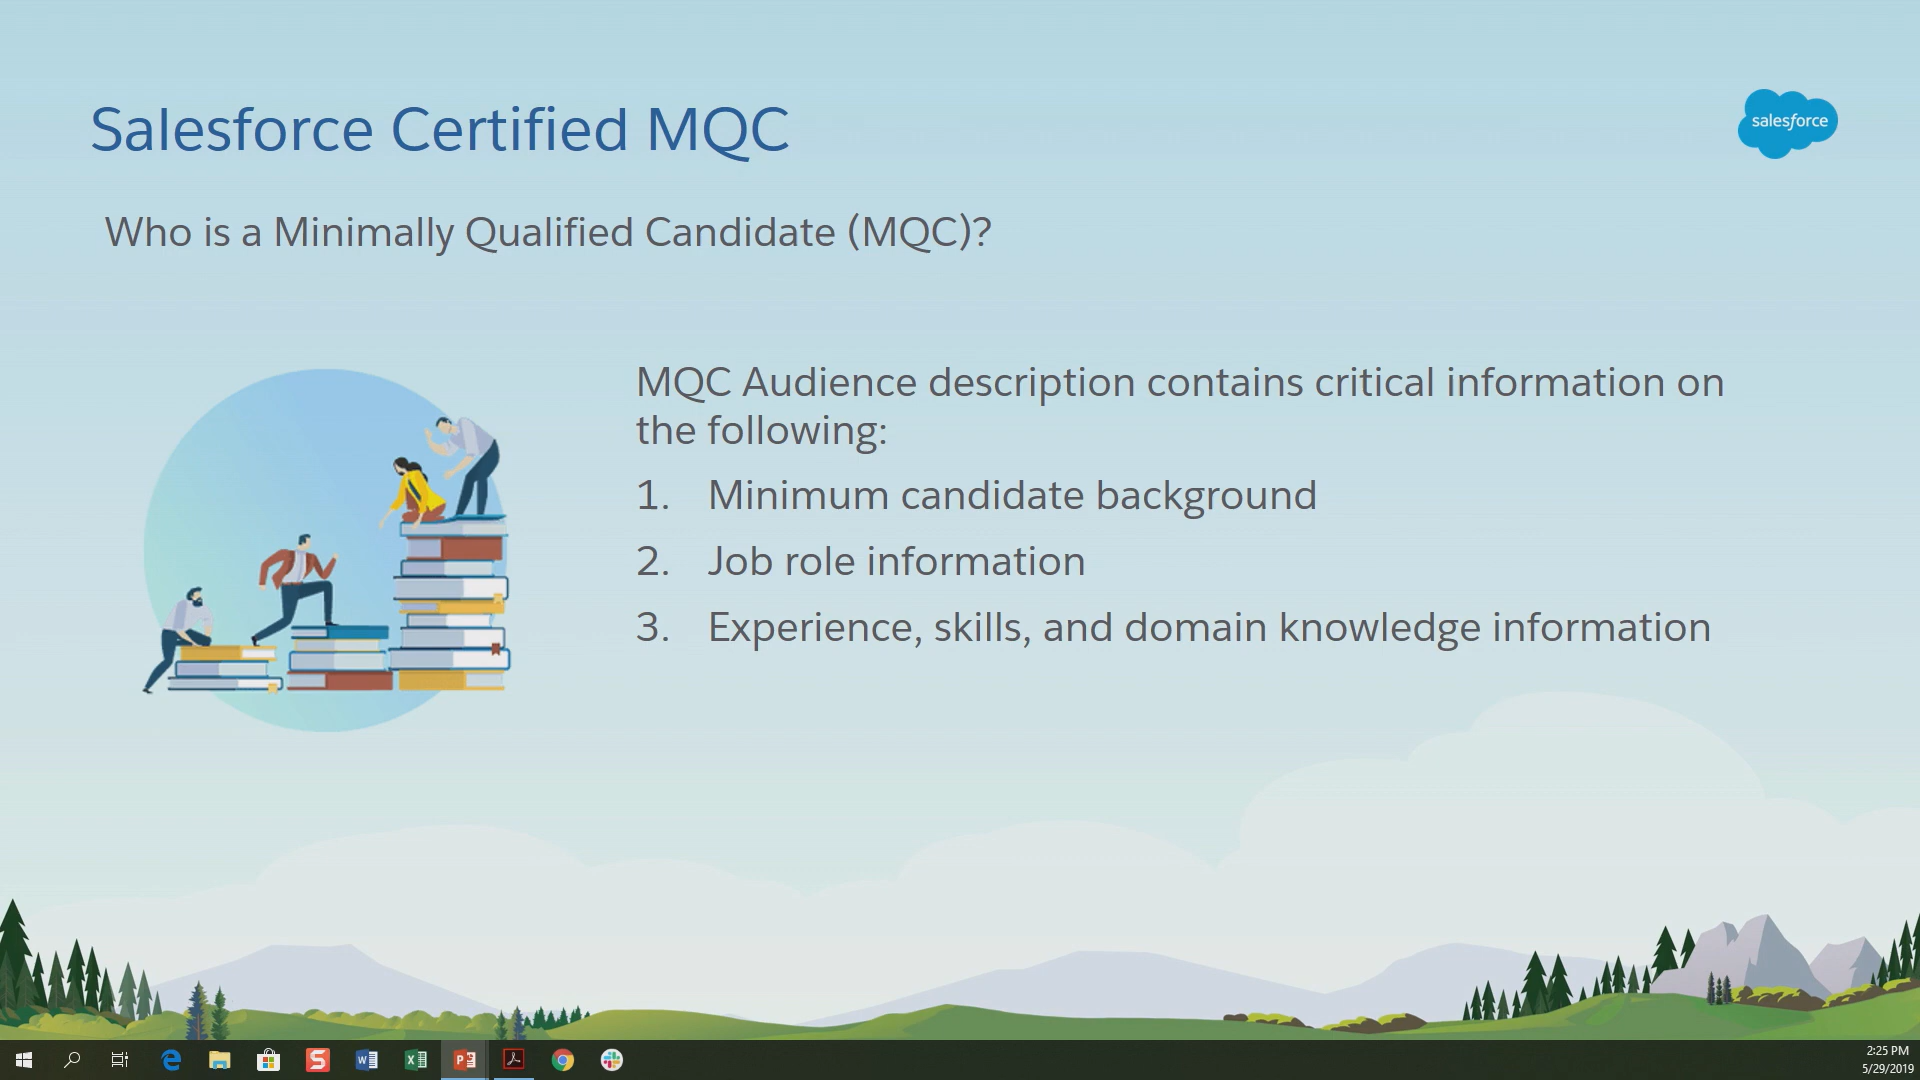 Salesforce Certified MQC
salesforce
Who is a Minimally Qualified Candidate (MQC)?
MQC Audience description contains critical information on
the following:
1. Minimum candidate background
2. Job role information
3. Experience, skills, and domain knowledge information
2:25 PM
5/29/2019